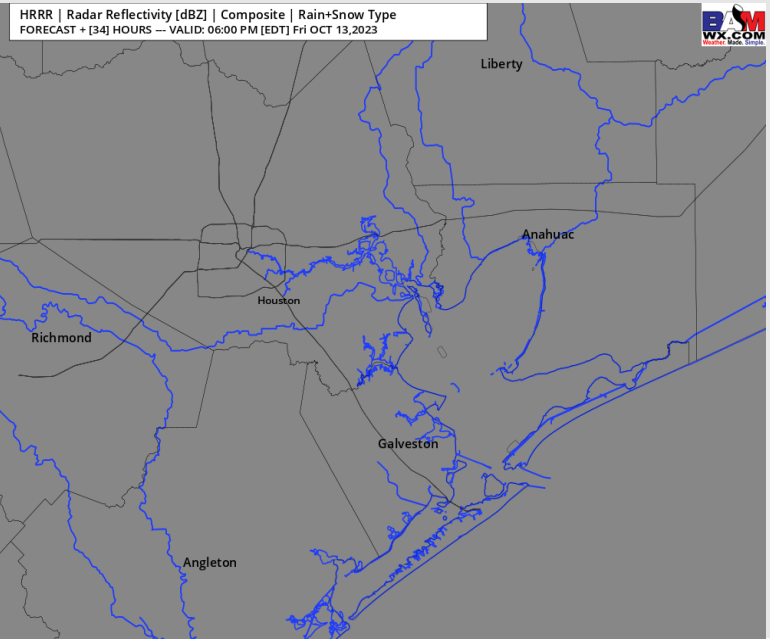 HRRR | Radar Reflectivity [dBZ] | Composite | Rain+Snow Type
FORECAST + [34] HOURS --- VALID: 06:00 PM [EDT] Fri OCT 13,2023
BAM
WX.COM
Weather. Made. Simple.
Liberty
Anahuac
Houston
Richmond
Galveston
Angleton